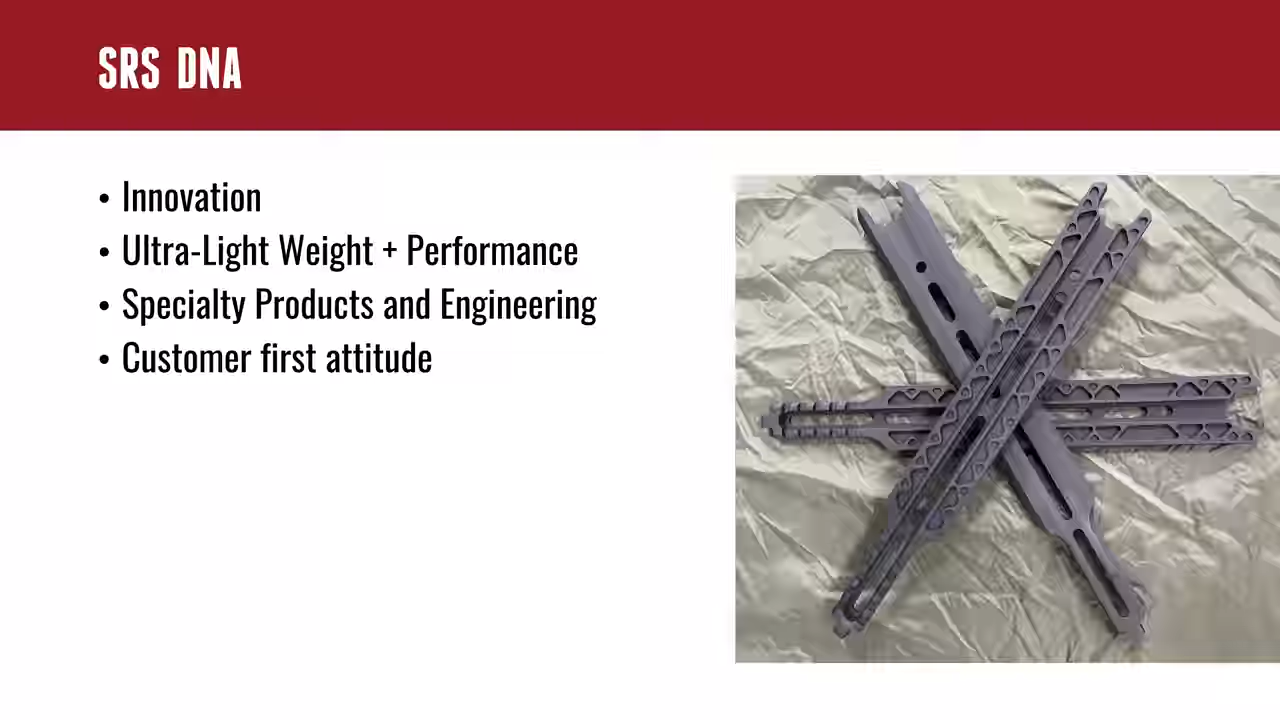 SRS DNA
• Innovation
• Ultra-Light Weight + Performance
• Specialty Products and Engineering
• Customer first attitude